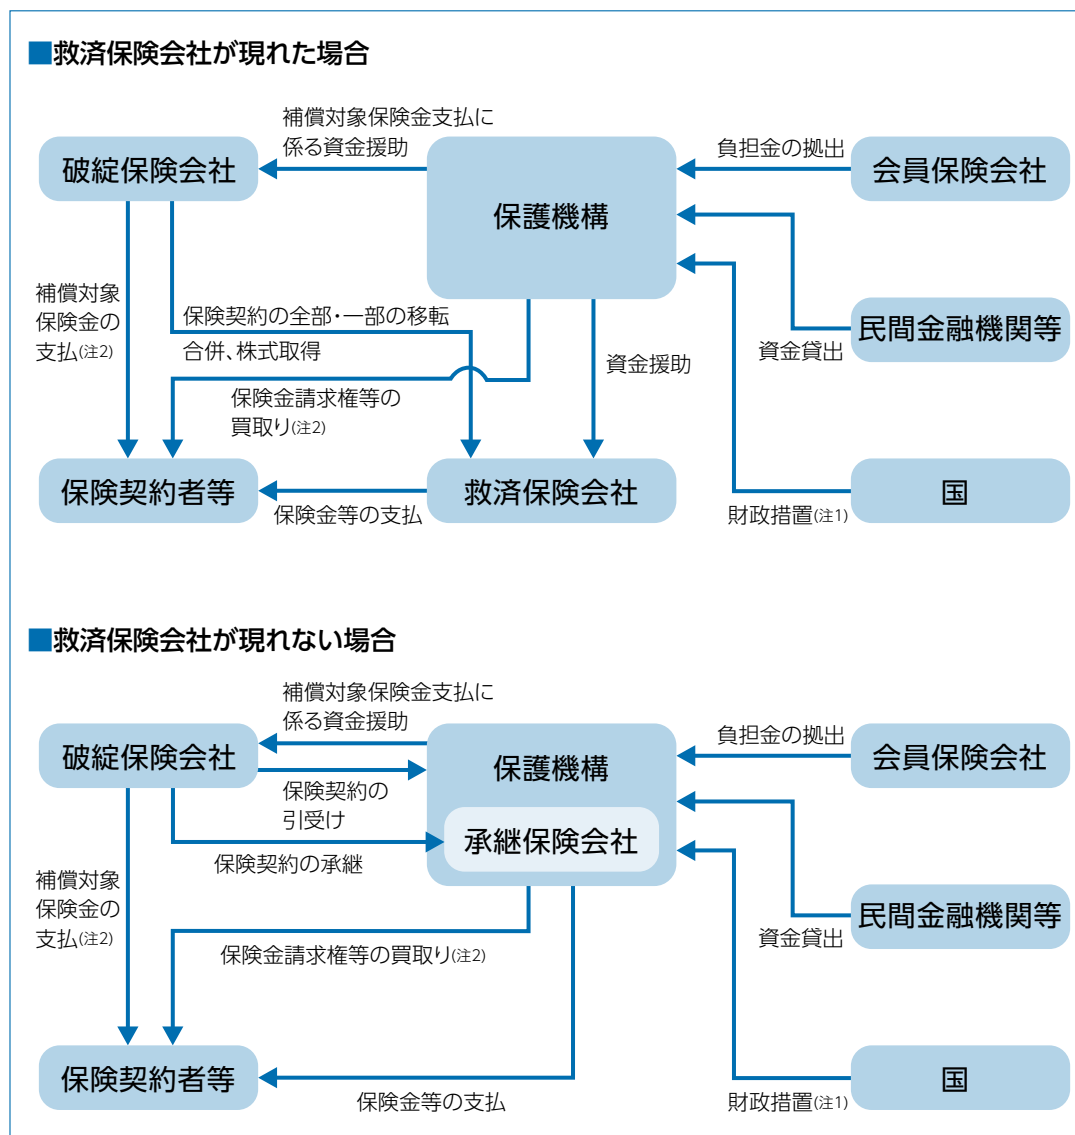 ■救済保険会社が現れた場合
補償対象保険金支払に
係る資金援助
負担金の拠出
破綻保険会社
保護機構
会員保険会社
補償対象
保険金の
支払(注2)
保険契約の全部・一部の移転
合併、株式取得
資金援助
民間金融機関等
資金貸出
保険金請求権等の
買取り(注2)
保険契約者等
救済保険会社
国
保険金等の支払
財政措置(注1)
■救済保険会社が現れない場合
補償対象保険金支払に
係る資金援助
負担金の拠出
破綻保険会社
保護機構
会員保険会社
保険契約の
引受け
承継保険会社
保険契約の承継
補償対象
保険金の
支払(注2)
民間金融機関等
資金貸出
保険金請求権等の買取り(注2)
保険契約者等
国
保険金等の支払
財政措置(注1)